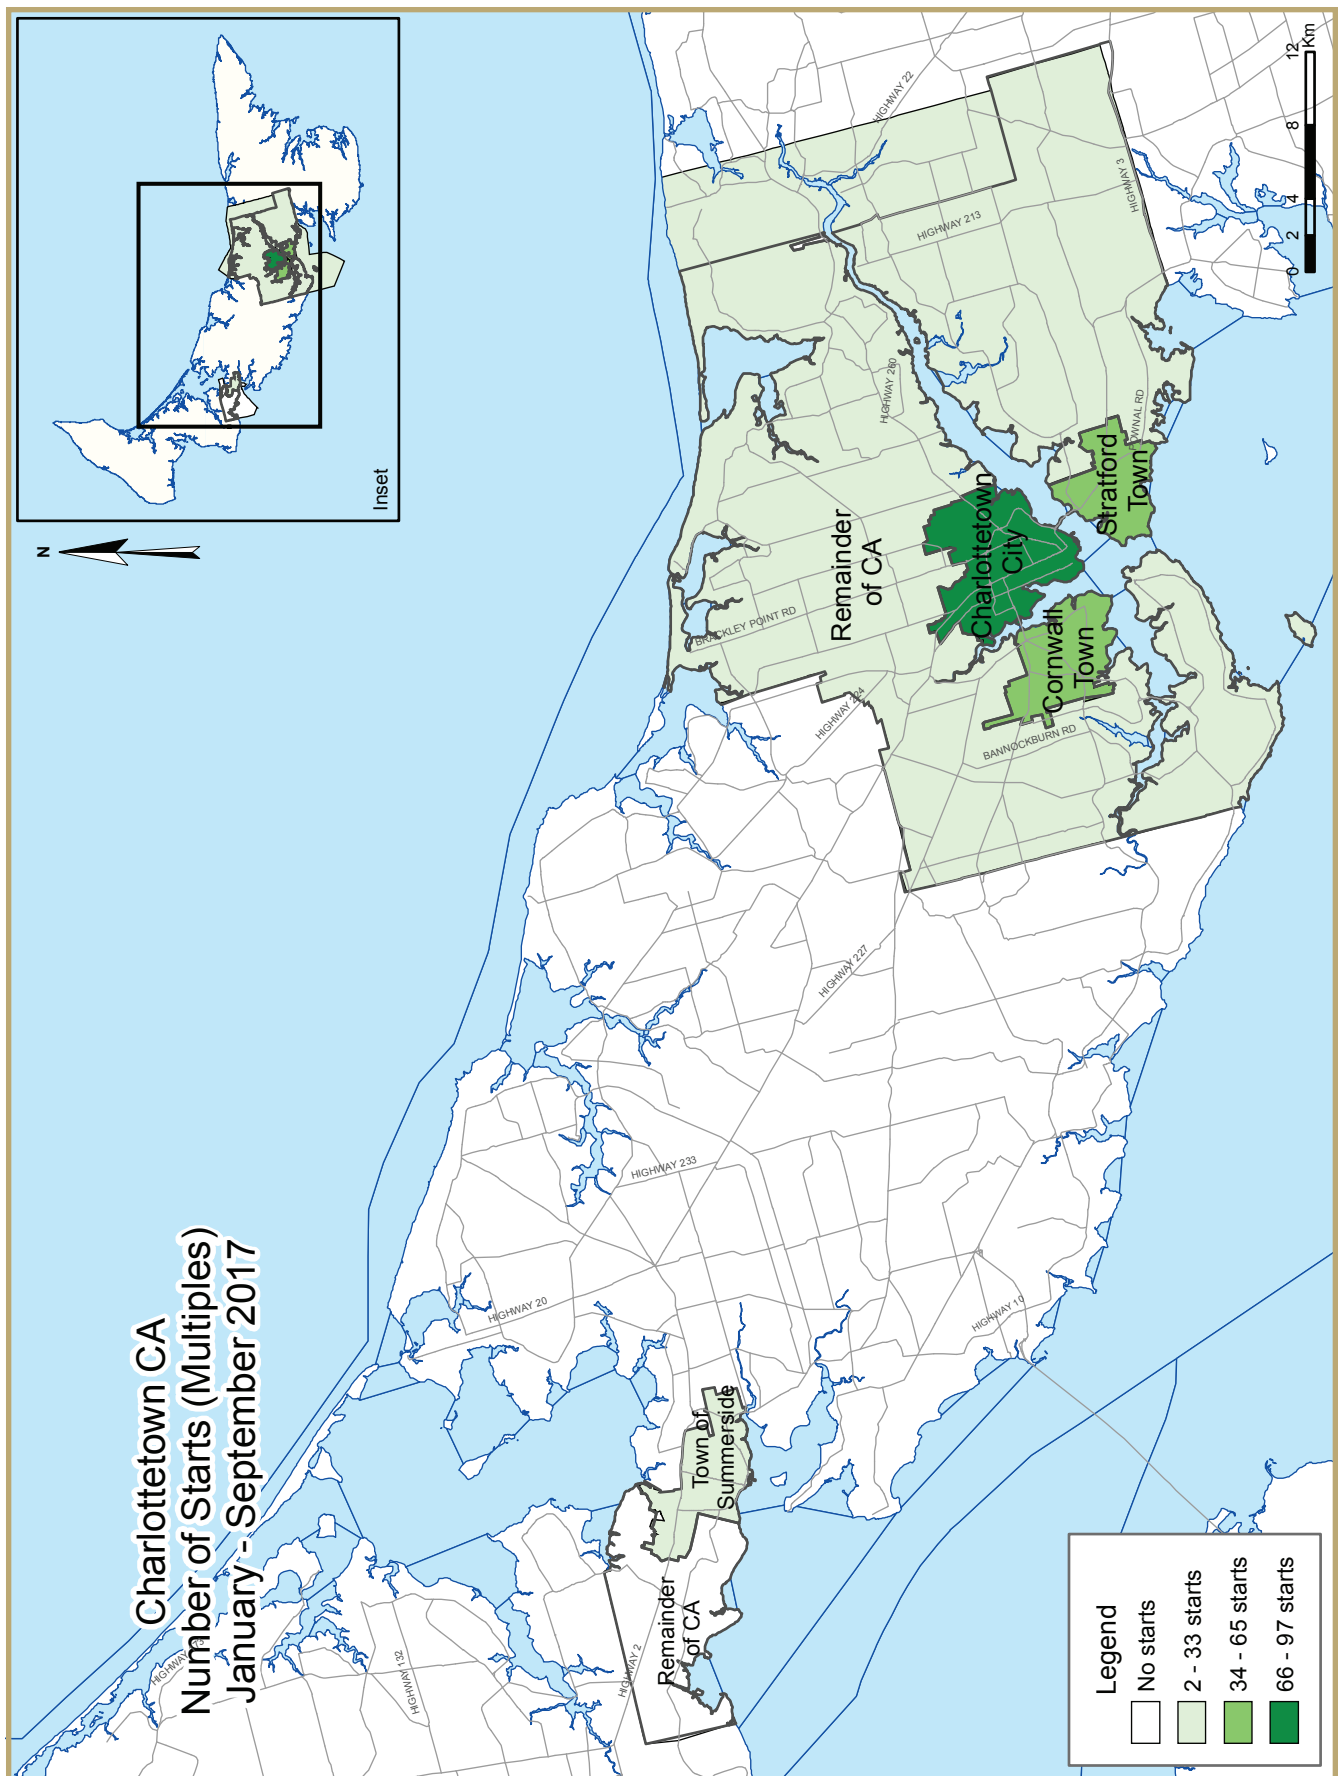 Charlottetown CA
Number of Starts (Multiples)
January - September 2017
Inset
N
HIGHWAY 132
HIGHWAY 2
HIGHWAY 20
HIGHWAY 233
HIGHWAY 10
HIGHWAY 227
HIGHWAY 224
BRACKLEY POINT RD
BANNOCKBURN RD
HIGHWAY 213
HIGHWAY 22
HIGHWAY 3
Remainder
of CA
Town of
Summerside
Remainder
of CA
Charlottetown
City
Cornwall
Town
Stratford
Town
Legend
No starts
2 - 33 starts
34 - 65 starts
66 - 97 starts
0 2 4 8 12
Km